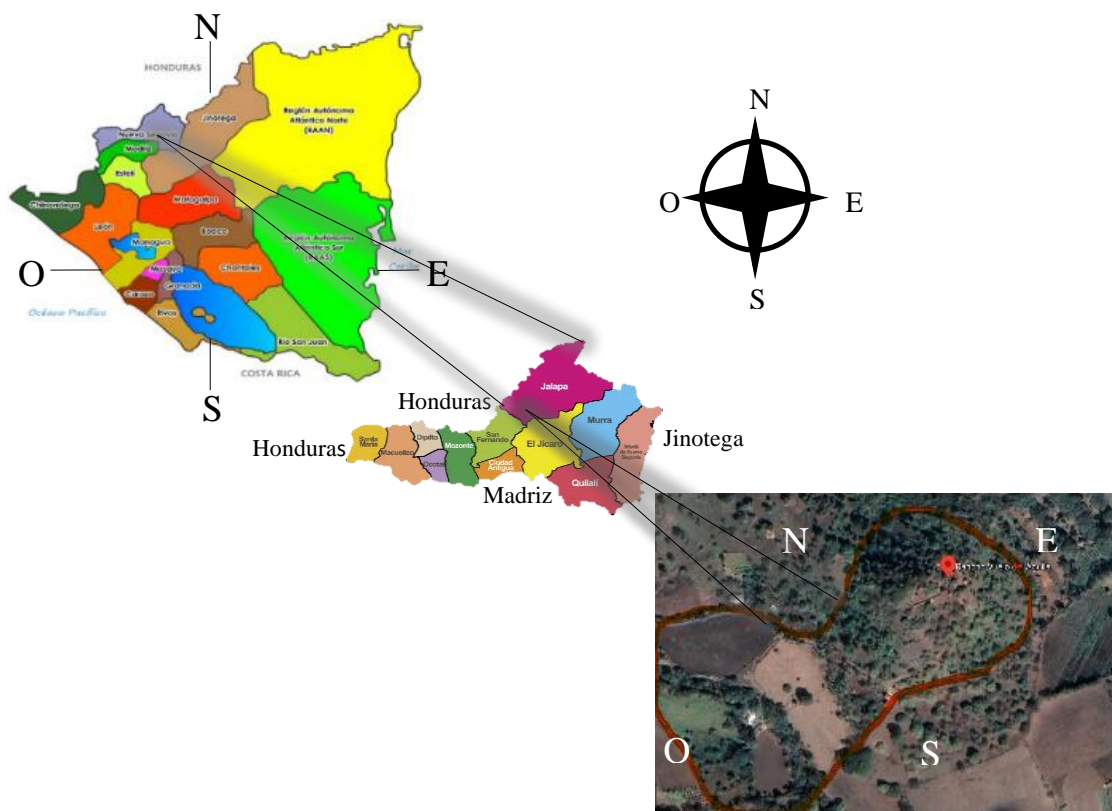 N
HONDURAS
Región Autónoma
Atlántico Norte
(RAAN)
Jinotega
Nueva Segovia
Madriz
Estelí
Chinandega
Matagalpa
León
Boaco
Managua
Región Autónoma
Atlántico Sur
(RAAS)
Mar
Caribe
Masaya
Chontales
O
E
Granada
Carazo
Océano Pacífico
Rivas
Río San Juan
COSTA RICA
S
N
O
E
S
Jalapa
Honduras
Murra
San
Fernando
Jinotega
Honduras
Santa
María
Dipilto
Mozonte
El Jícaro
Macuelizo
Ocotal
Ciudad
Antigua
Quilalí
Madriz
N
E
O
S